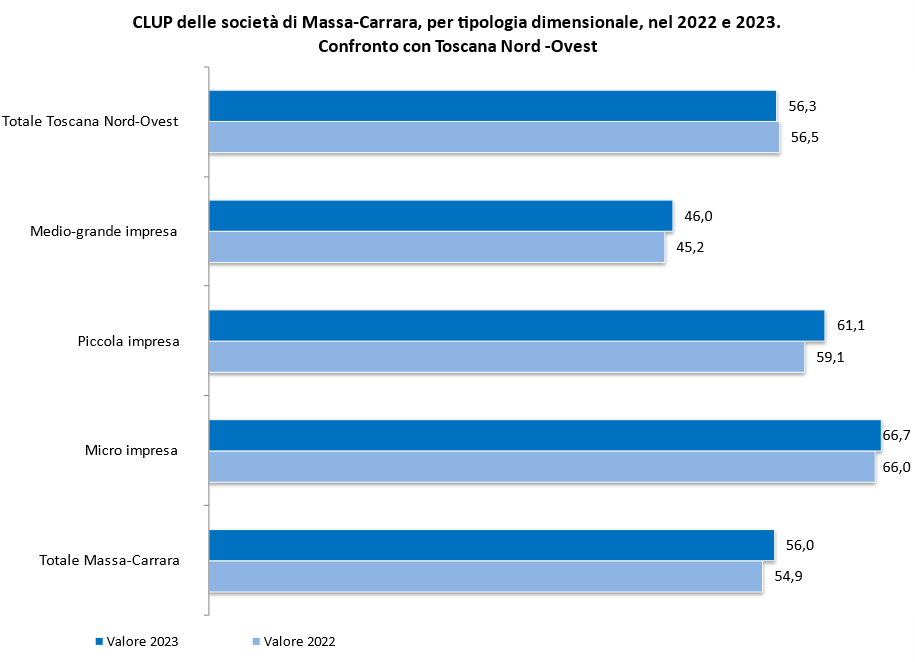 CLUP delle società di Massa-Carrara, per tipologia dimensionale, nel 2022 e 2023.
Confronto con Toscana Nord -Ovest
Totale Toscana Nord-Ovest
56,3
56,5
Medio-grande impresa
46,0
45,2
Piccola impresa
61,1
59,1
Micro impresa
66,7
66,0
Totale Massa-Carrara
56,0
54,9
Valore 2023
Valore 2022